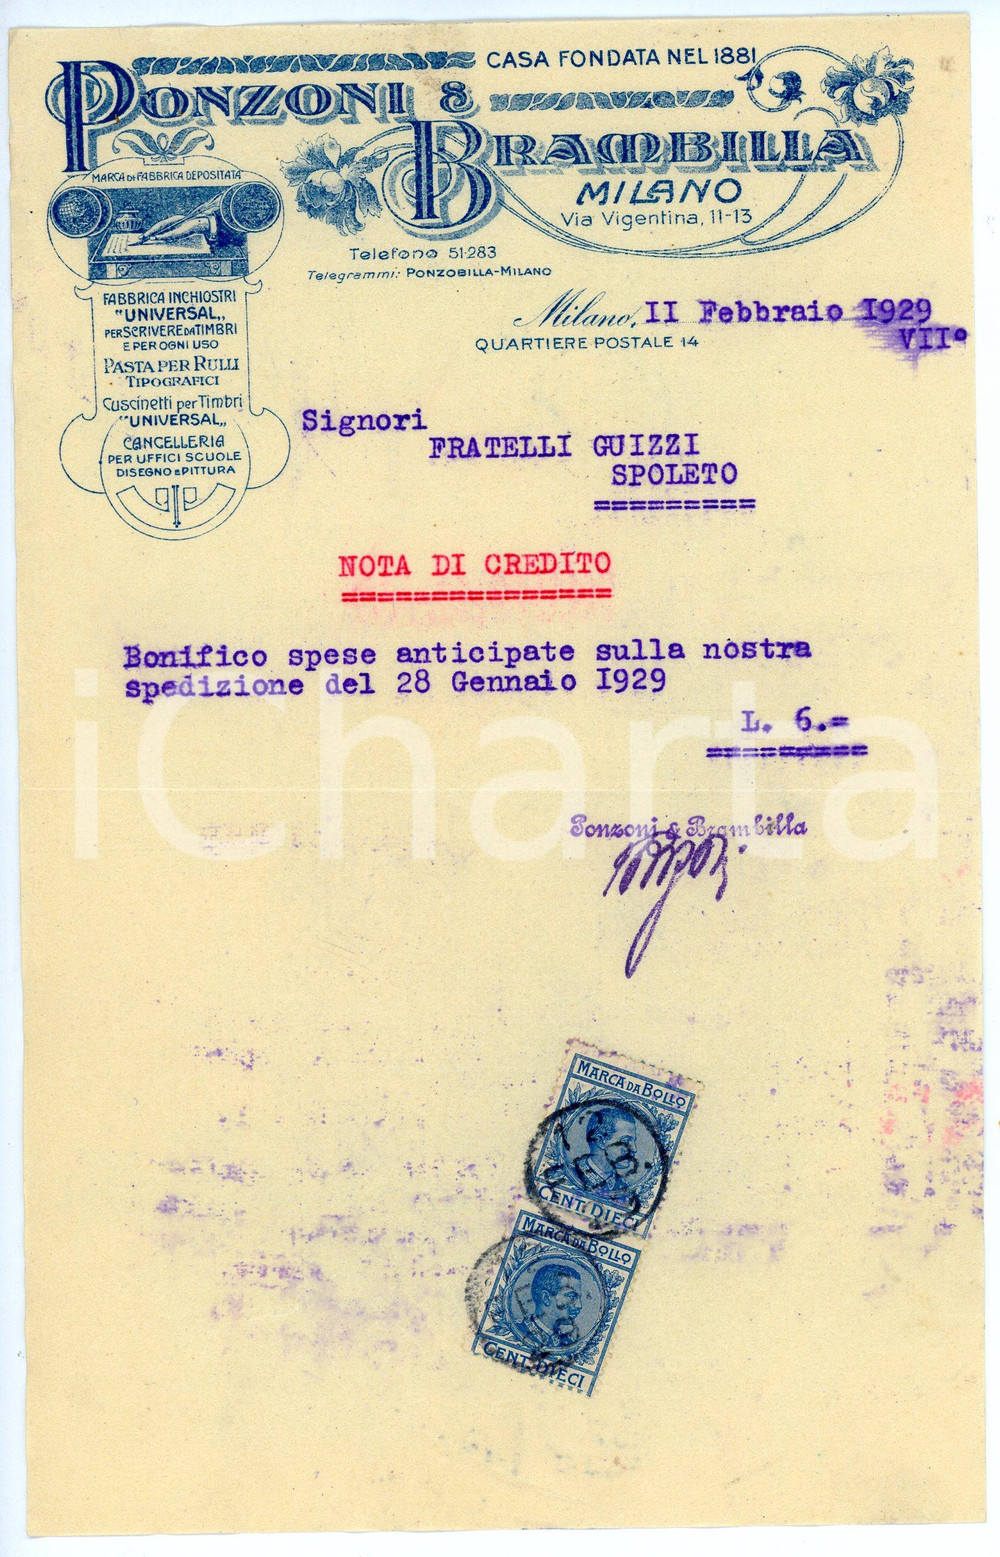 CASA FONDATA NEL 1881
PONZONI & BRAMBILLA
MILANO
Via Vigentina, 11-13
Telefono 51-283
Telegrammi: PONZOBILLA-MILANO
MARCA DI FABBRICA DEPOSITATA
FABBRICA INCHIOSTRI
"UNIVERSAL„
PER SCRIVERE DA TIMBRI
E PER OGNI USO
PASTA PER RULLI
TIPOGRAFICI
Cuscinetti per Timbri
"UNIVERSAL„
CANCELLERIA
PER UFFICI SCUOLE
DISEGNO E PITTURA
Milano, II Febbraio I929
VII°
QUARTIERE POSTALE 14
Signori
FRATELLI GUIZZI
SPOLETO
=========
NOTA DI CREDITO
===============
Bonifico spese anticipate sulla nostra
spedizione del 28 Gennaio I929
L. 6.=
=========
iCharta
Ponzoni & Brambilla
MARCA DA BOLLO
CENT. DIECI
MARCA DA BOLLO
CENT. DIECI